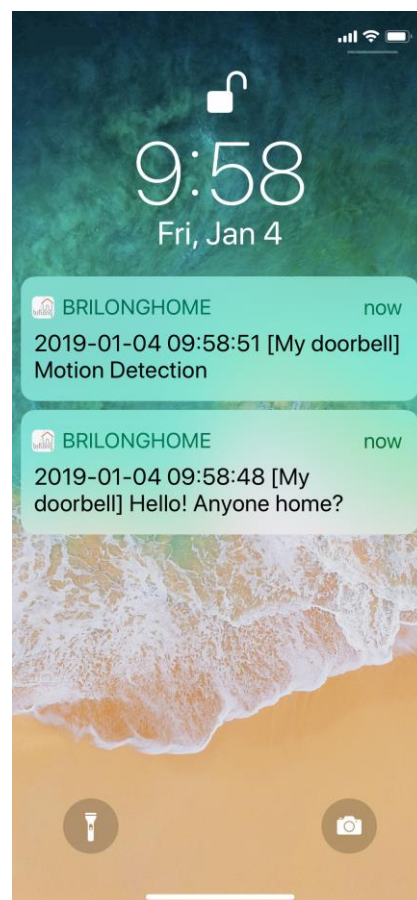 9:58
Fri, Jan 4
BRILONGHOME now
2019-01-04 09:58:51 [My doorbell]
Motion Detection
BRILONGHOME now
2019-01-04 09:58:48 [My
doorbell] Hello! Anyone home?